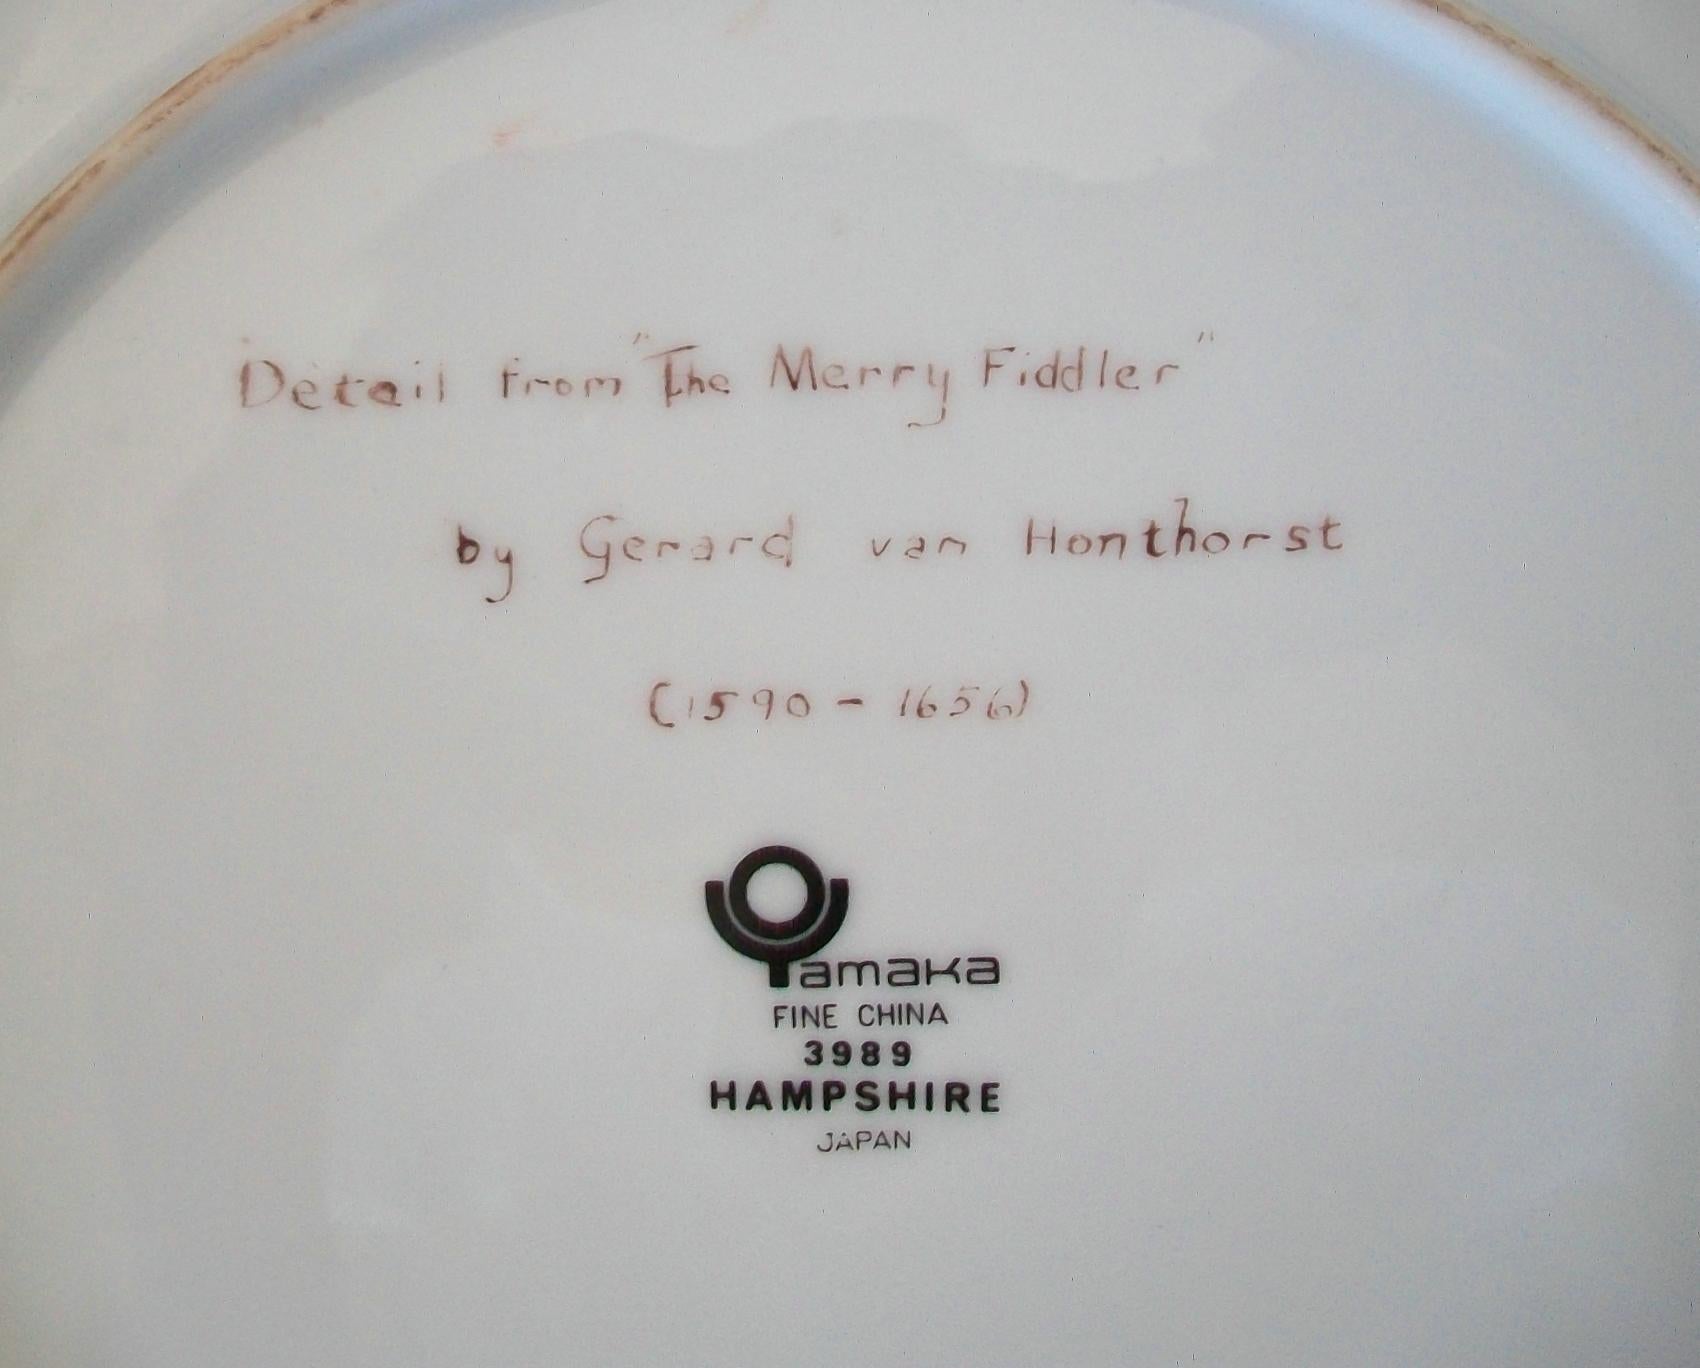 Detail from "The Merry Fiddler"
by Gerard van Honthorst
(1590 - 1656)
Yamaka
FINE CHINA
3989
HAMPSHIRE
JAPAN